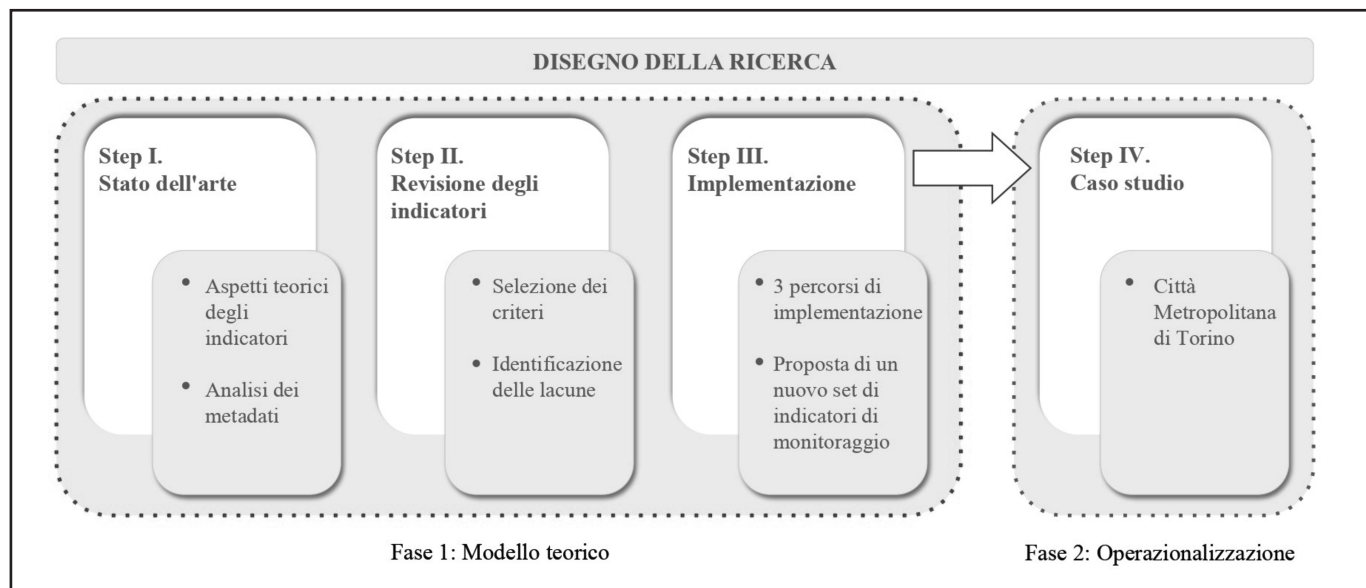 DISEGNO DELLA RICERCA
Step I.
Stato dell'arte
• Aspetti teorici
degli
indicatori
• Analisi dei
metadati
Step II.
Revisione degli
indicatori
• Selezione dei
criteri
• Identificazione
delle lacune
Step III.
Implementazione
• 3 percorsi di
implementazione
• Proposta di un
nuovo set di
indicatori di
monitoraggio
Step IV.
Caso studio
• Città
Metropolitana
di Torino
Fase 1: Modello teorico
Fase 2: Operazionalizzazione